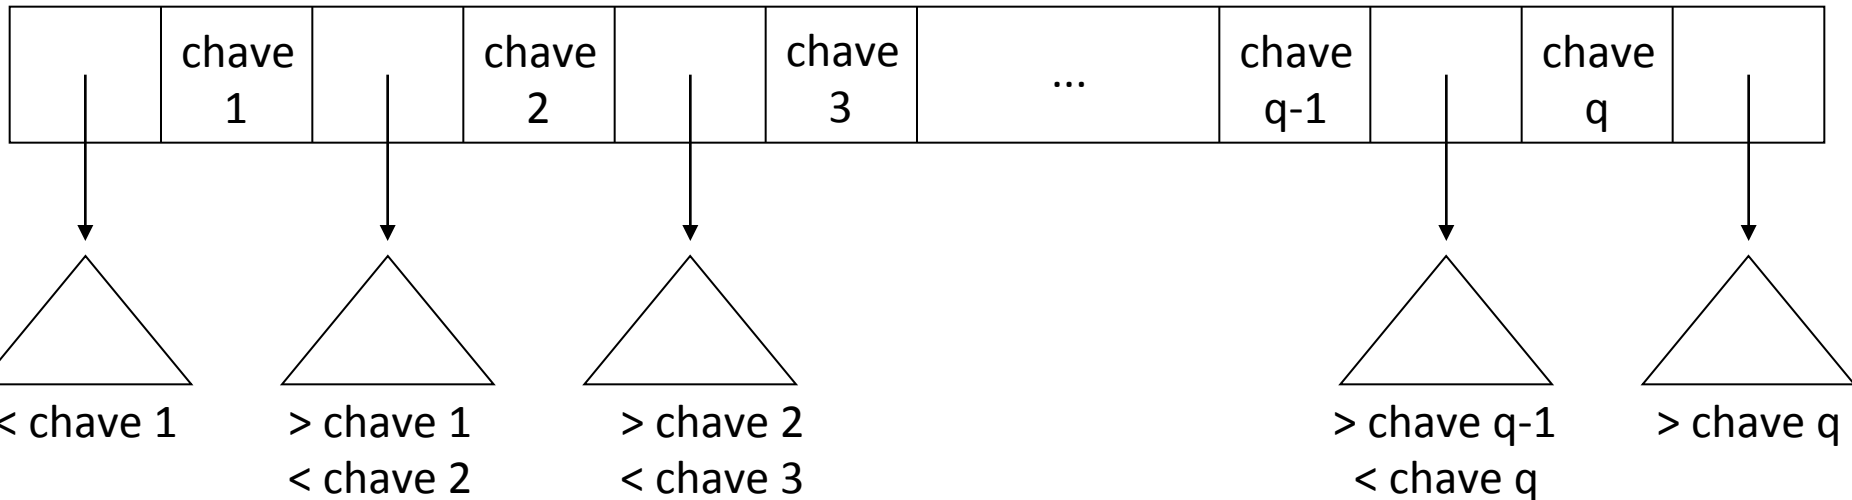 chave
1
chave
2
chave
3
...
chave
q-1
chave
q
< chave 1
> chave 1
< chave 2
> chave 2
< chave 3
> chave q-1
< chave q
> chave q